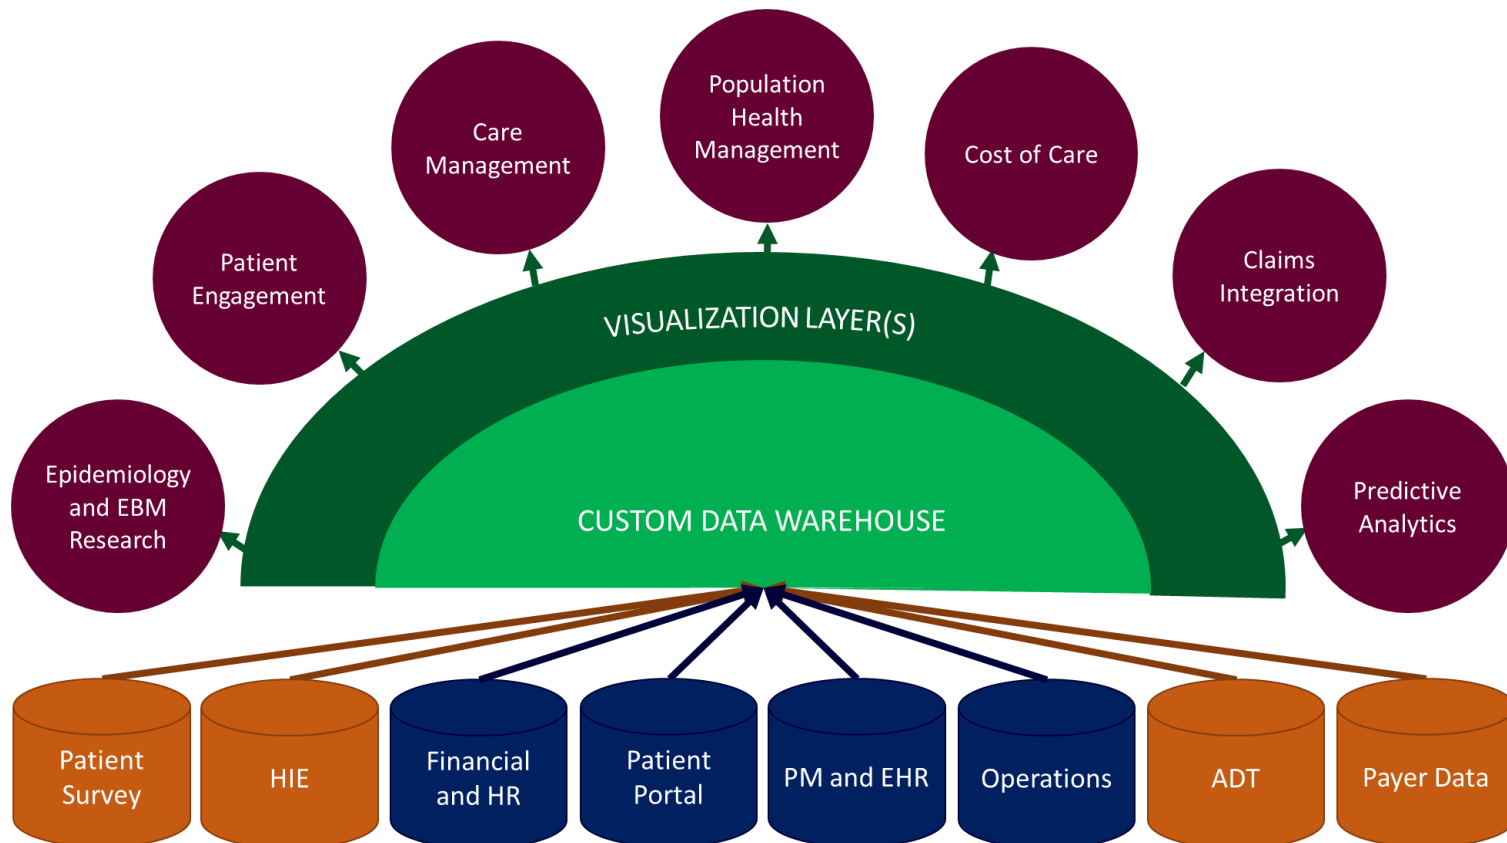 Population
Health
Management
Care
Management
Cost of Care
Patient
Engagement
Claims
Integration
VISUALIZATION LAYER(S)
Epidemiology
and EBM
Research
Predictive
Analytics
CUSTOM DATA WAREHOUSE
Patient
Survey
HIE
Financial
and HR
Patient
Portal
PM and EHR
Operations
ADT
Payer Data